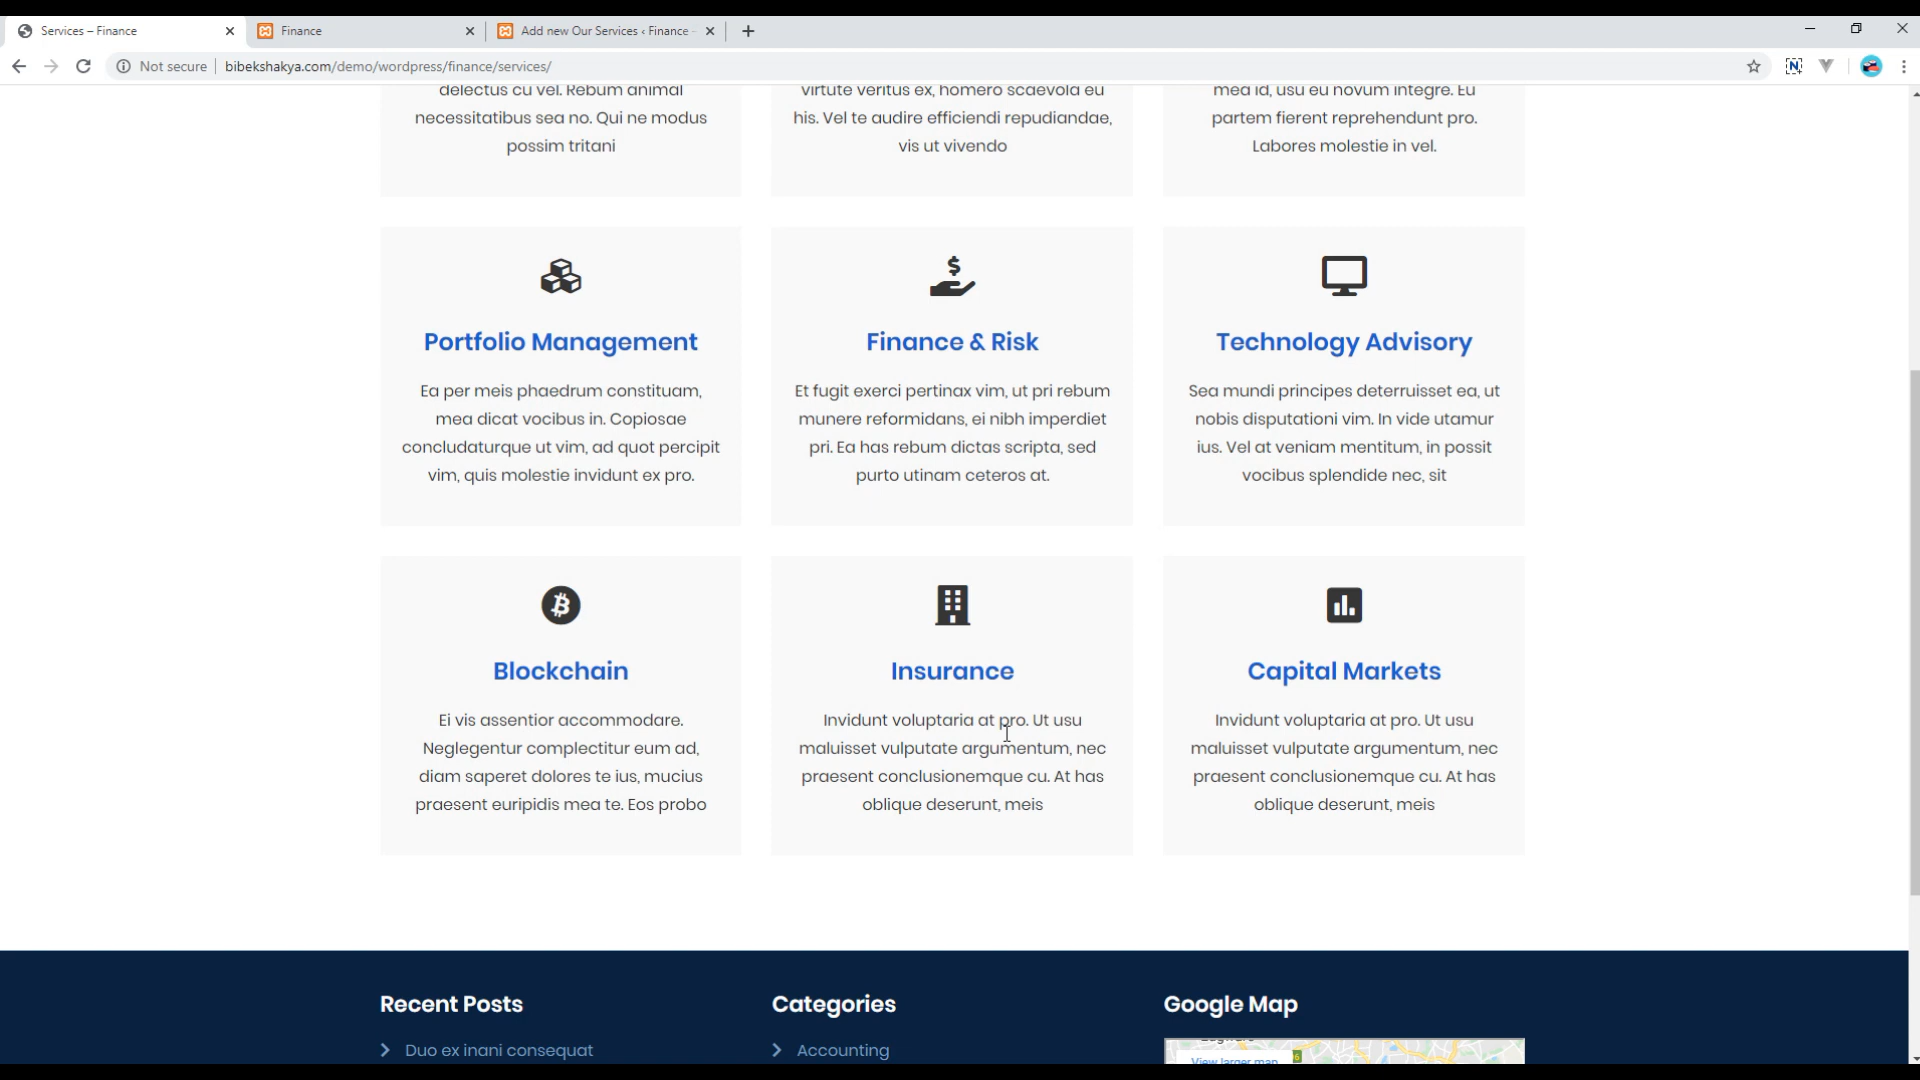 Services – Finance
Finance
Add new Our Services ‹ Finance
Not secure
bibekshakya.com/demo/wordpress/finance/services/
delectus cu vel. Rebum animal
necessitatibus sea no. Qui ne modus
possim tritani
virtute veritus ex, homero scaevola eu
his. Vel te audire efficiendi repudiandae,
vis ut vivendo
med id, usu eu novum integre. Eu
partem fierent reprehendunt pro.
Labores molestie in vel.
Portfolio Management
Ea per meis phaedrum constituam,
mea dicat vocibus in. Copiosae
concludaturque ut vim, ad quot percipit
vim, quis molestie invidunt ex pro.
Finance & Risk
Et fugit exerci pertinax vim, ut pri rebum
munere reformidans, ei nibh imperdiet
pri. Ea has rebum dictas scripta, sed
purto utinam ceteros at.
Technology Advisory
Sea mundi principes deterruisset ea, ut
nobis disputationi vim. In vide utamur
ius. Vel at veniam mentitum, in possit
vocibus splendide nec, sit
Blockchain
Ei vis assentior accommodare.
Neglegentur complectitur eum ad,
diam saperet dolores te ius, mucius
praesent euripidis mea te. Eos probo
Insurance
Invidunt voluptaria at pro. Ut usu
maluisset vulputate argumentum, nec
praesent conclusionemque cu. At has
oblique deserunt, meis
Capital Markets
Invidunt voluptaria at pro. Ut usu
maluisset vulputate argumentum, nec
praesent conclusionemque cu. At has
oblique deserunt, meis
Recent Posts
Duo ex inani consequat
Categories
Accounting
Google Map
View larger map